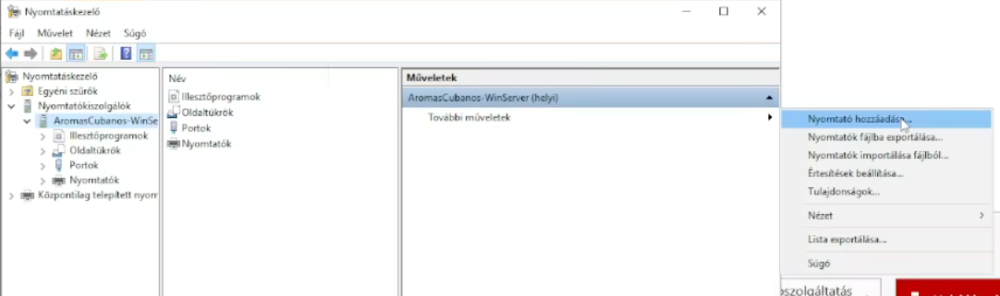 Nyomtatáskezelő
Fájl Művelet Nézet Súgó
Nyomtatáskezelő
Egyéni szűrők
Nyomtatókiszolgálók
AromasCubanos-WinSe
Illesztőprogramok
Oldaltükrök
Portok
Nyomtatók
Központilag telepített nyom
Név
Illesztőprogramok
Oldaltükrök
Portok
Nyomtatók
Műveletek
AromasCubanos-WinServer (helyi)
További műveletek
Nyomtató hozzáadása...
Nyomtatók fájlba exportálása...
Nyomtatók importálása fájlból...
Értesítések beállítása...
Tulajdonságok...
Nézet
Lista exportálása...
Súgó
oszolgáltatás